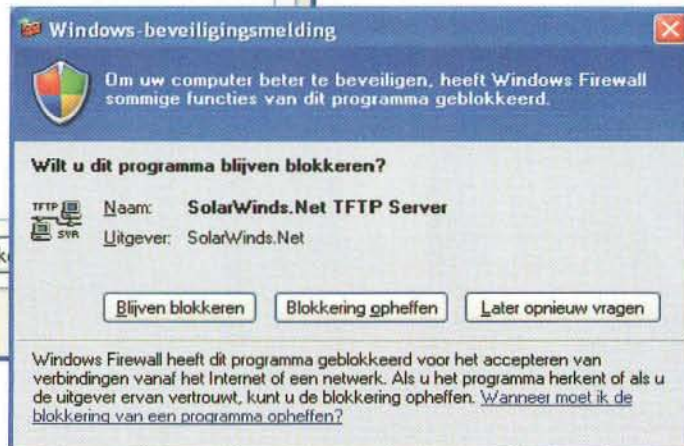 Windows-beveiligingsmelding
Om uw computer beter te beveiligen, heeft Windows Firewall
sommige functies van dit programma geblokkeerd.
Wilt u dit programma blijven blokkeren?
TFTP
SVR
Naam: SolarWinds.Net TFTP Server
Uitgever: SolarWinds.Net
Blijven blokkeren Blokkering opheffen Later opnieuw vragen
Windows Firewall heeft dit programma geblokkeerd voor het accepteren van
verbindingen vanaf het Internet of een netwerk. Als u het programma herkent of als u
de uitgever ervan vertrouwt, kunt u de blokkering opheffen. Wanneer moet ik de
blokkering van een programma opheffen?